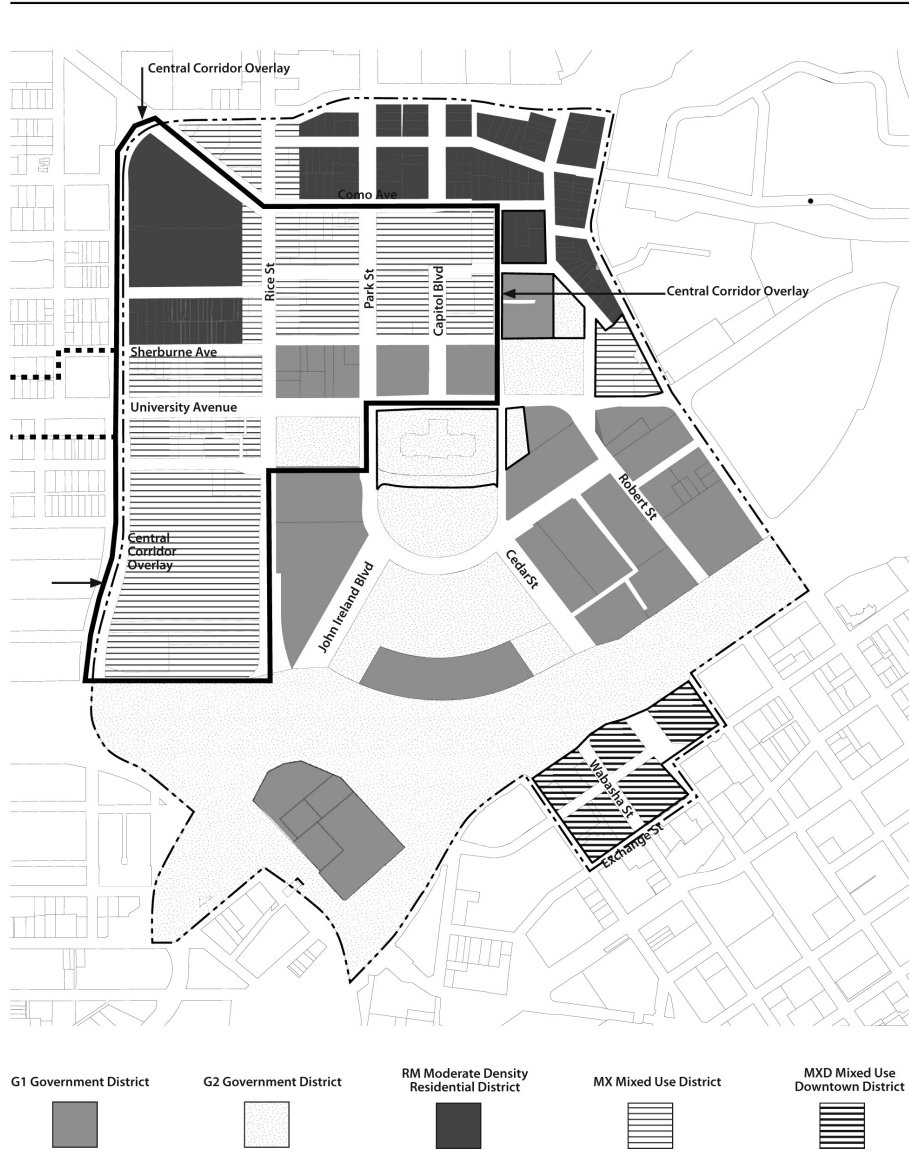 Central Corridor Overlay
Como Ave
Rice St
Park St
Capitol Blvd
Central Corridor Overlay
Sherburne Ave
University Avenue
Robert St
Central
Corridor
Overlay
CedarSt
John Ireland Blvd
Wabasha St
Exchange St
G1 Government District
G2 Government District
RM Moderate Density
Residential District
MX Mixed Use District
MXD Mixed Use
Downtown District